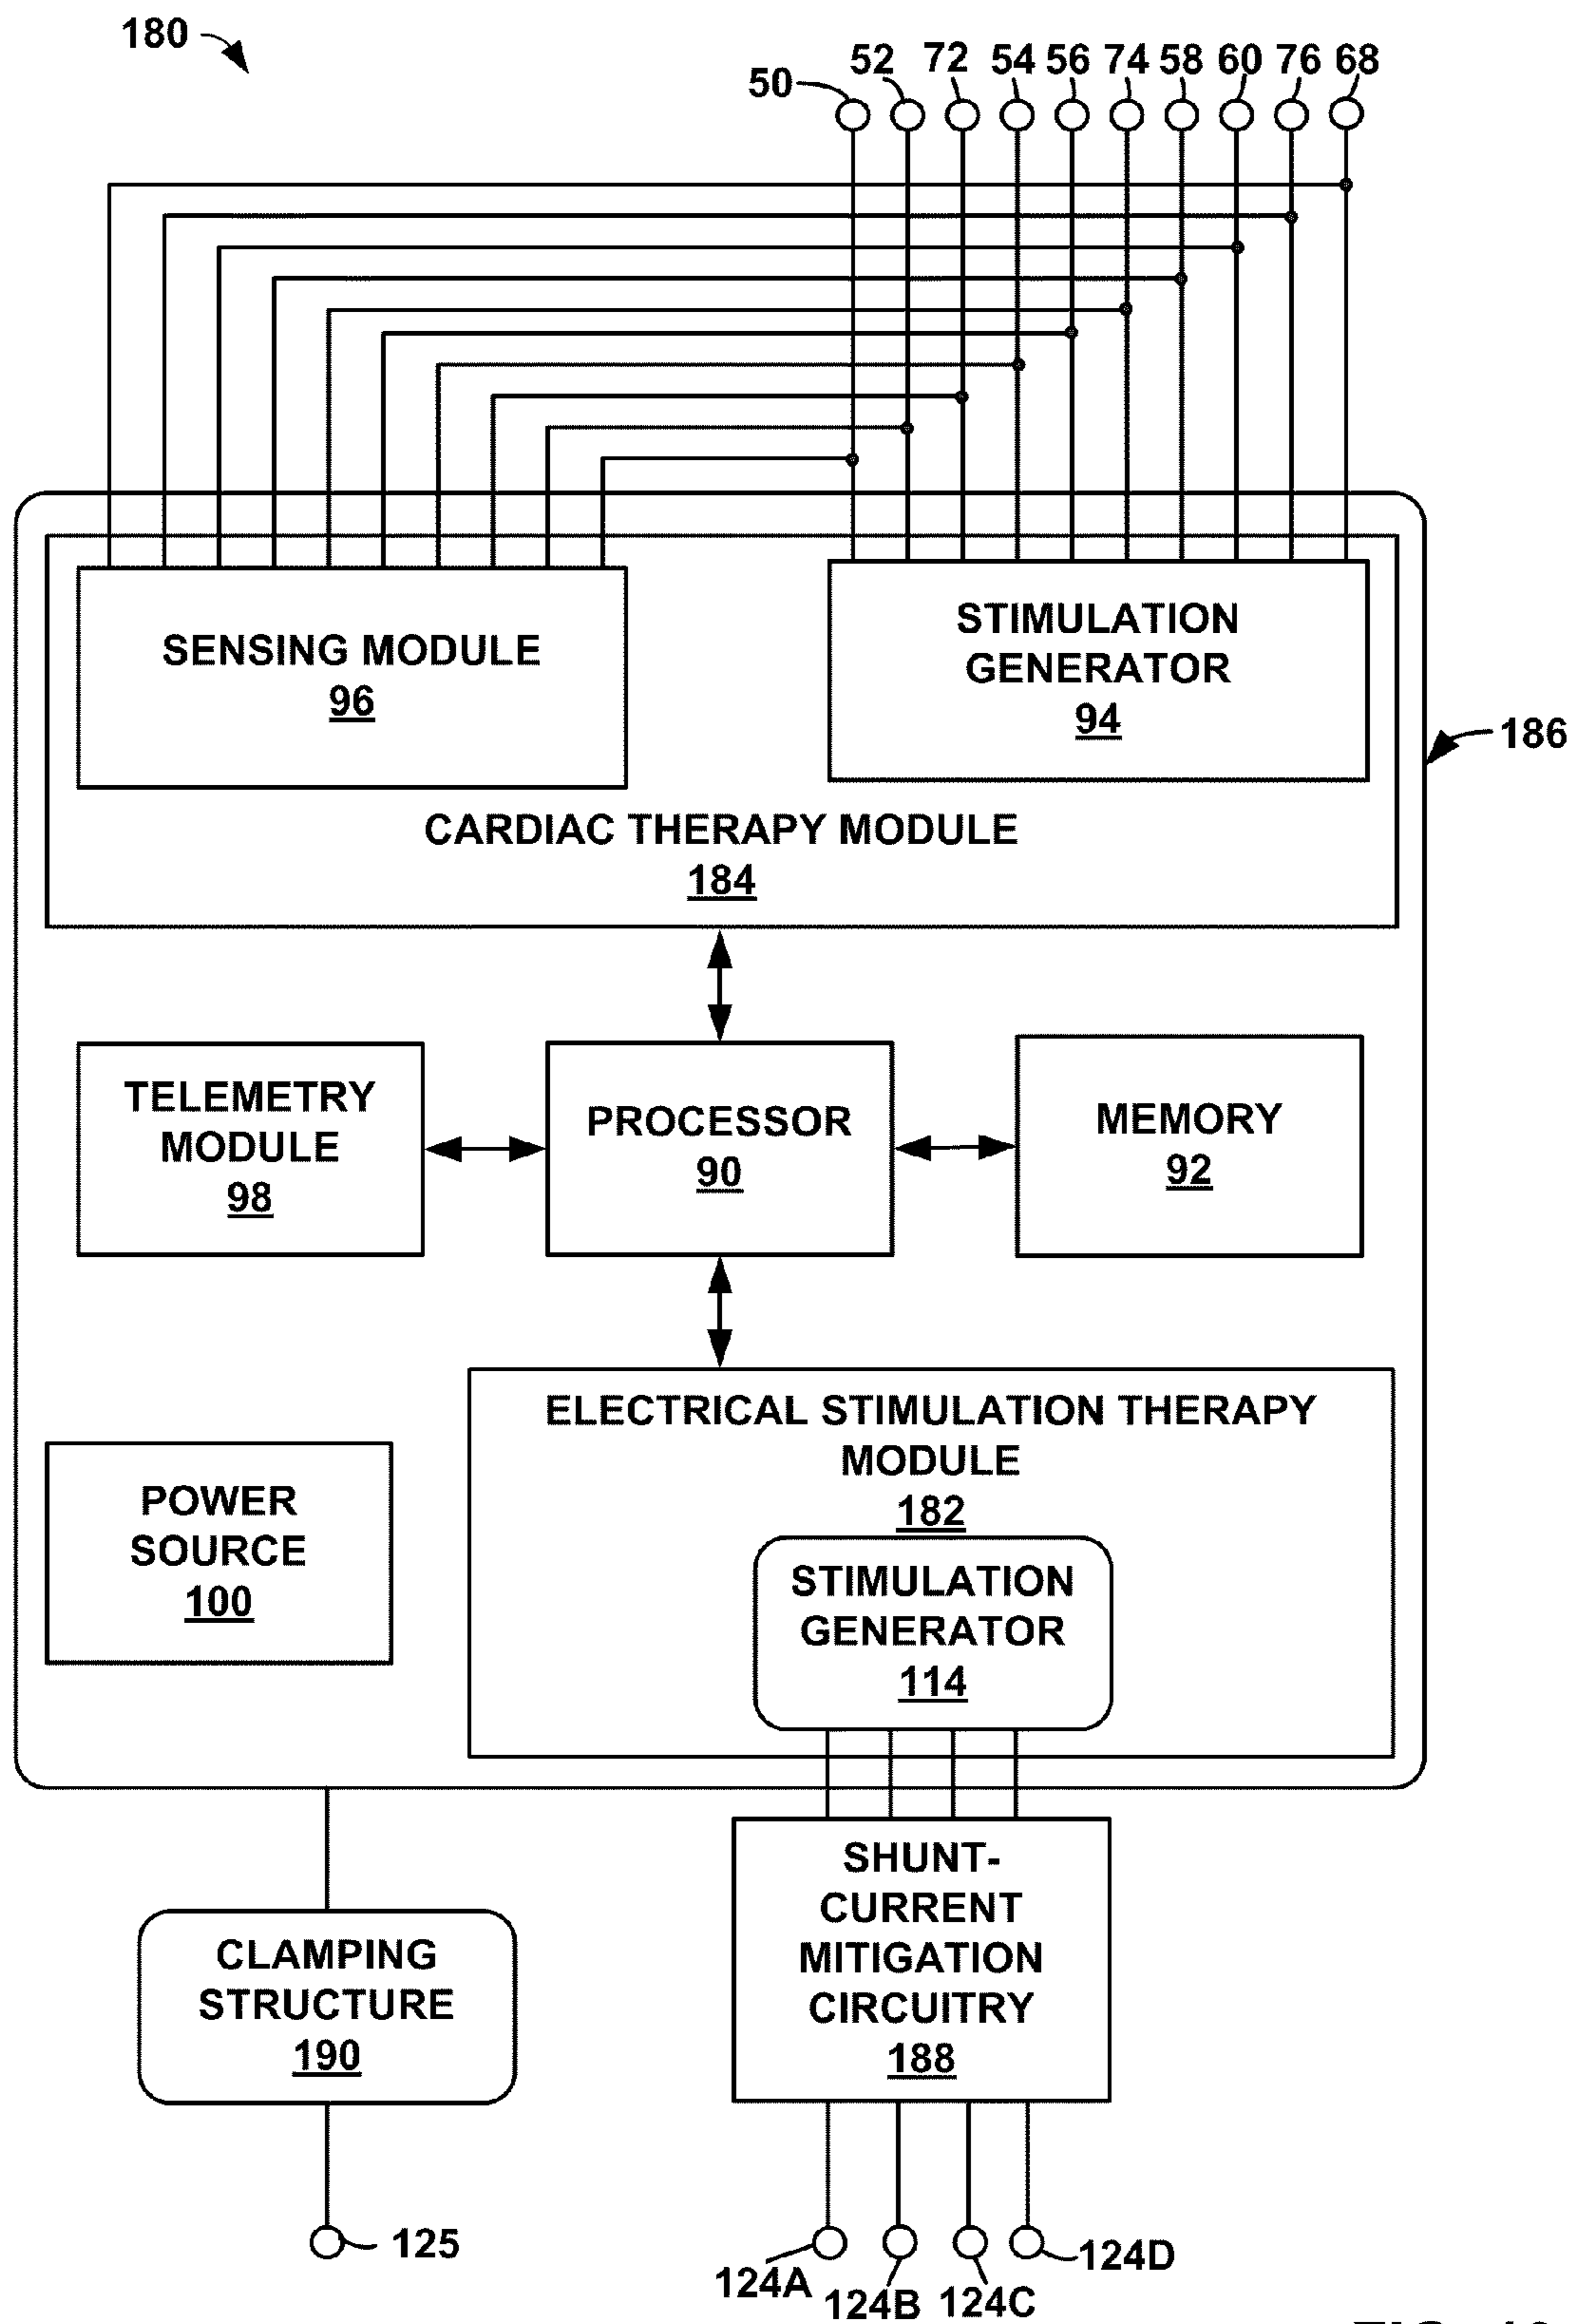 180
50 52 72 54 56 74 58 60 76 68
SENSING MODULE
96
STIMULATION
GENERATOR
94
186
CARDIAC THERAPY MODULE
184
TELEMETRY
MODULE
98
PROCESSOR
90
MEMORY
92
ELECTRICAL STIMULATION THERAPY
MODULE
182
POWER
SOURCE
100
STIMULATION
GENERATOR
114
SHUNT-
CURRENT
MITIGATION
CIRCUITRY
188
CLAMPING
STRUCTURE
190
125
124A 124B 124C 124D